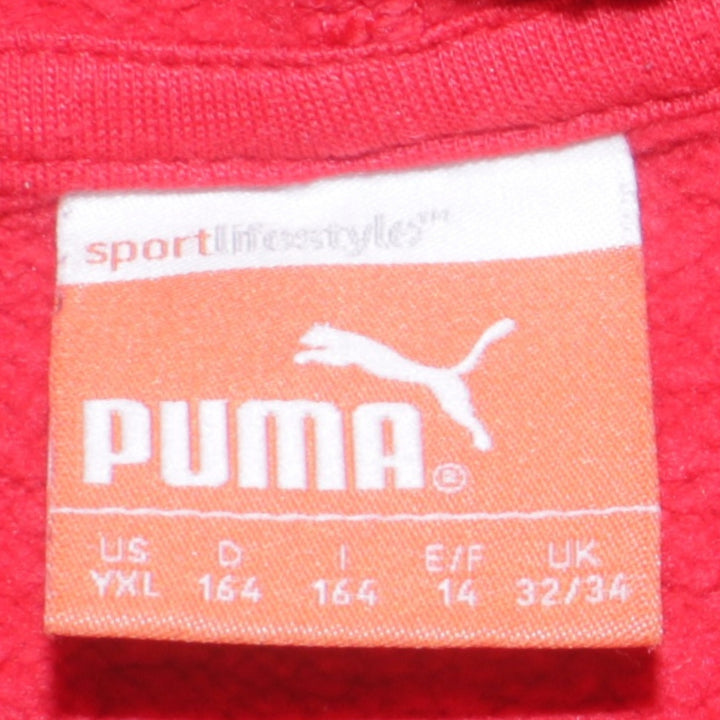 sportlifestyle™
PUMA®
US D I E/F UK
YXL 164 164 14 32/34